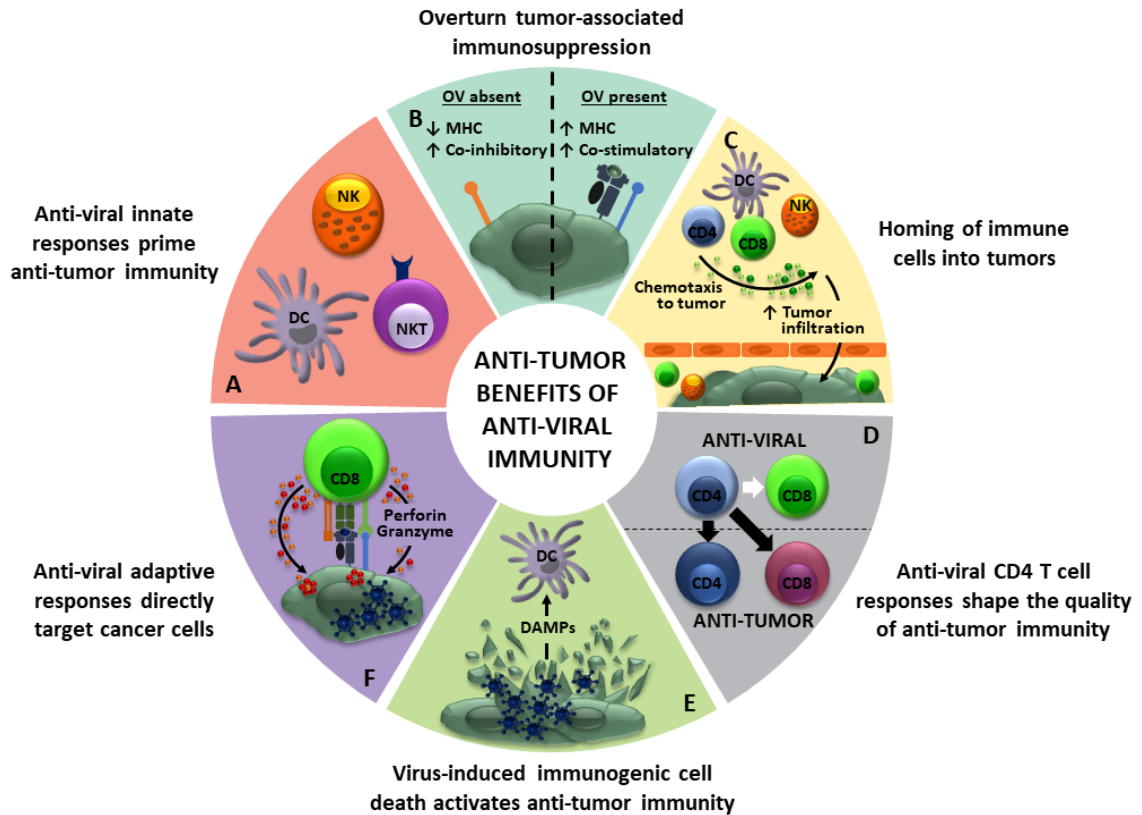 Overturn tumor-associated
immunosuppression
B
OV absent
↓ MHC
↑ Co-inhibitory
OV present
↑ MHC
↑ Co-stimulatory
Anti-viral innate
responses prime
anti-tumor immunity
NK
DC
NKT
A
C
DC
NK
CD4
CD8
Chemotaxis
to tumor
↑ Tumor
infiltration
Homing of immune
cells into tumors
ANTI-TUMOR
BENEFITS OF
ANTI-VIRAL
IMMUNITY
D
ANTI-VIRAL
CD4
CD8
CD4
CD8
ANTI-TUMOR
Anti-viral CD4 T cell
responses shape the quality
of anti-tumor immunity
DC
DAMPs
E
Virus-induced immunogenic cell
death activates anti-tumor immunity
CD8
Perforin
Granzyme
F
Anti-viral adaptive
responses directly
target cancer cells